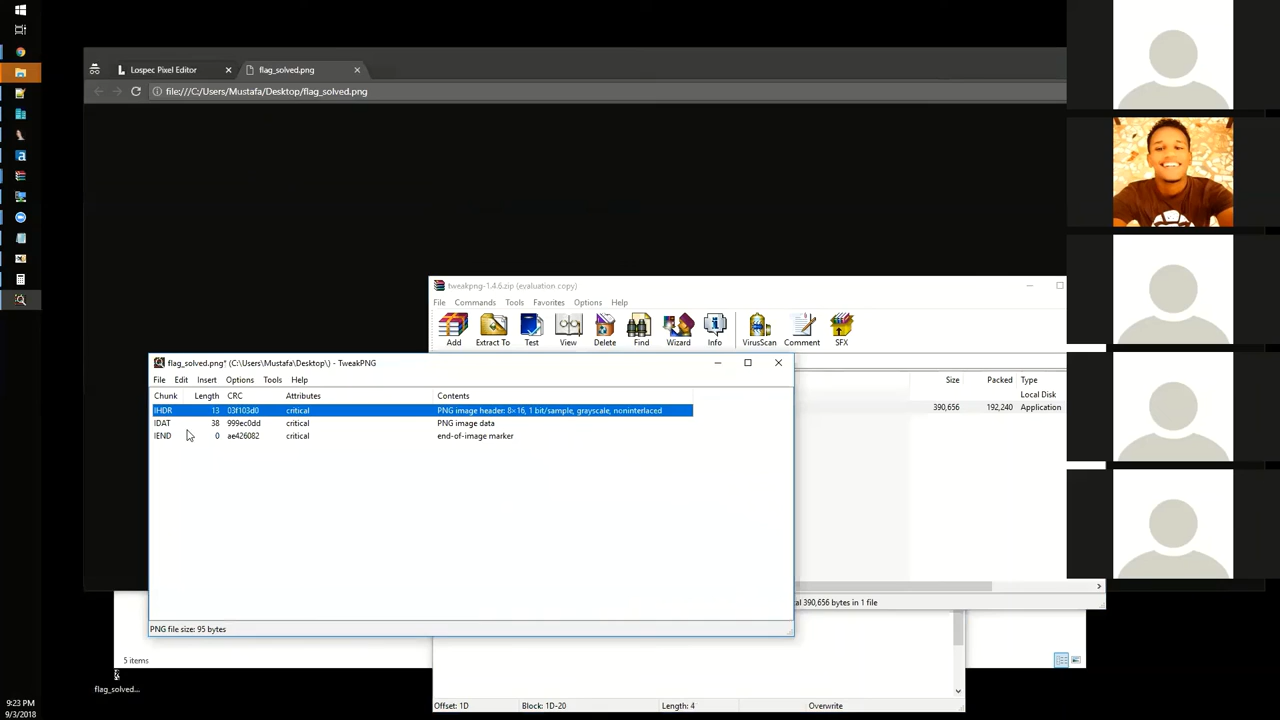 Lospec Pixel Editor
flag_solved.png
file:///C:/Users/Mustafa/Desktop/flag_solved.png
tweakpng-1.4.6.zip (evaluation copy)
File Commands Tools Favorites Options Help
Add Extract To Test View Delete Find Wizard Info VirusScan Comment SFX
Size Packed Type
Local Disk
390,656 192,240 Application
flag_solved.png* (C:\Users\Mustafa\Desktop\) - TweakPNG
File Edit Insert Options Tools Help
Chunk Length CRC Attributes Contents
IHDR 13 03f103d0 critical PNG image header: 8×16, 1 bit/sample, grayscale, noninterlaced
IDAT 38 999ec0dd critical PNG image data
IEND 0 ae426082 critical end-of-image marker
al 390,656 bytes in 1 file
PNG file size: 95 bytes
5 items
flag_solved...
Offset: 1D Block: 1D-20 Length: 4 Overwrite
9:23 PM
9/3/2018